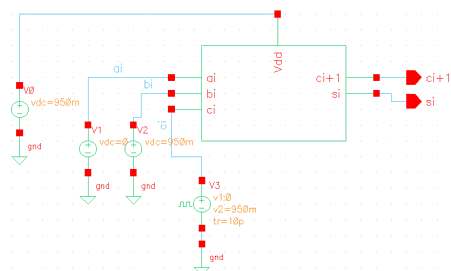 Vdd
ai
bi
ci
ai
bi
ci
ci+1
si
ci+1
si
V0
vdc=950m
gnd
V1
vdc=0
V2
vdc=950m
gnd
gnd
V3
v1:0
v2=950m
tr=10p
gnd